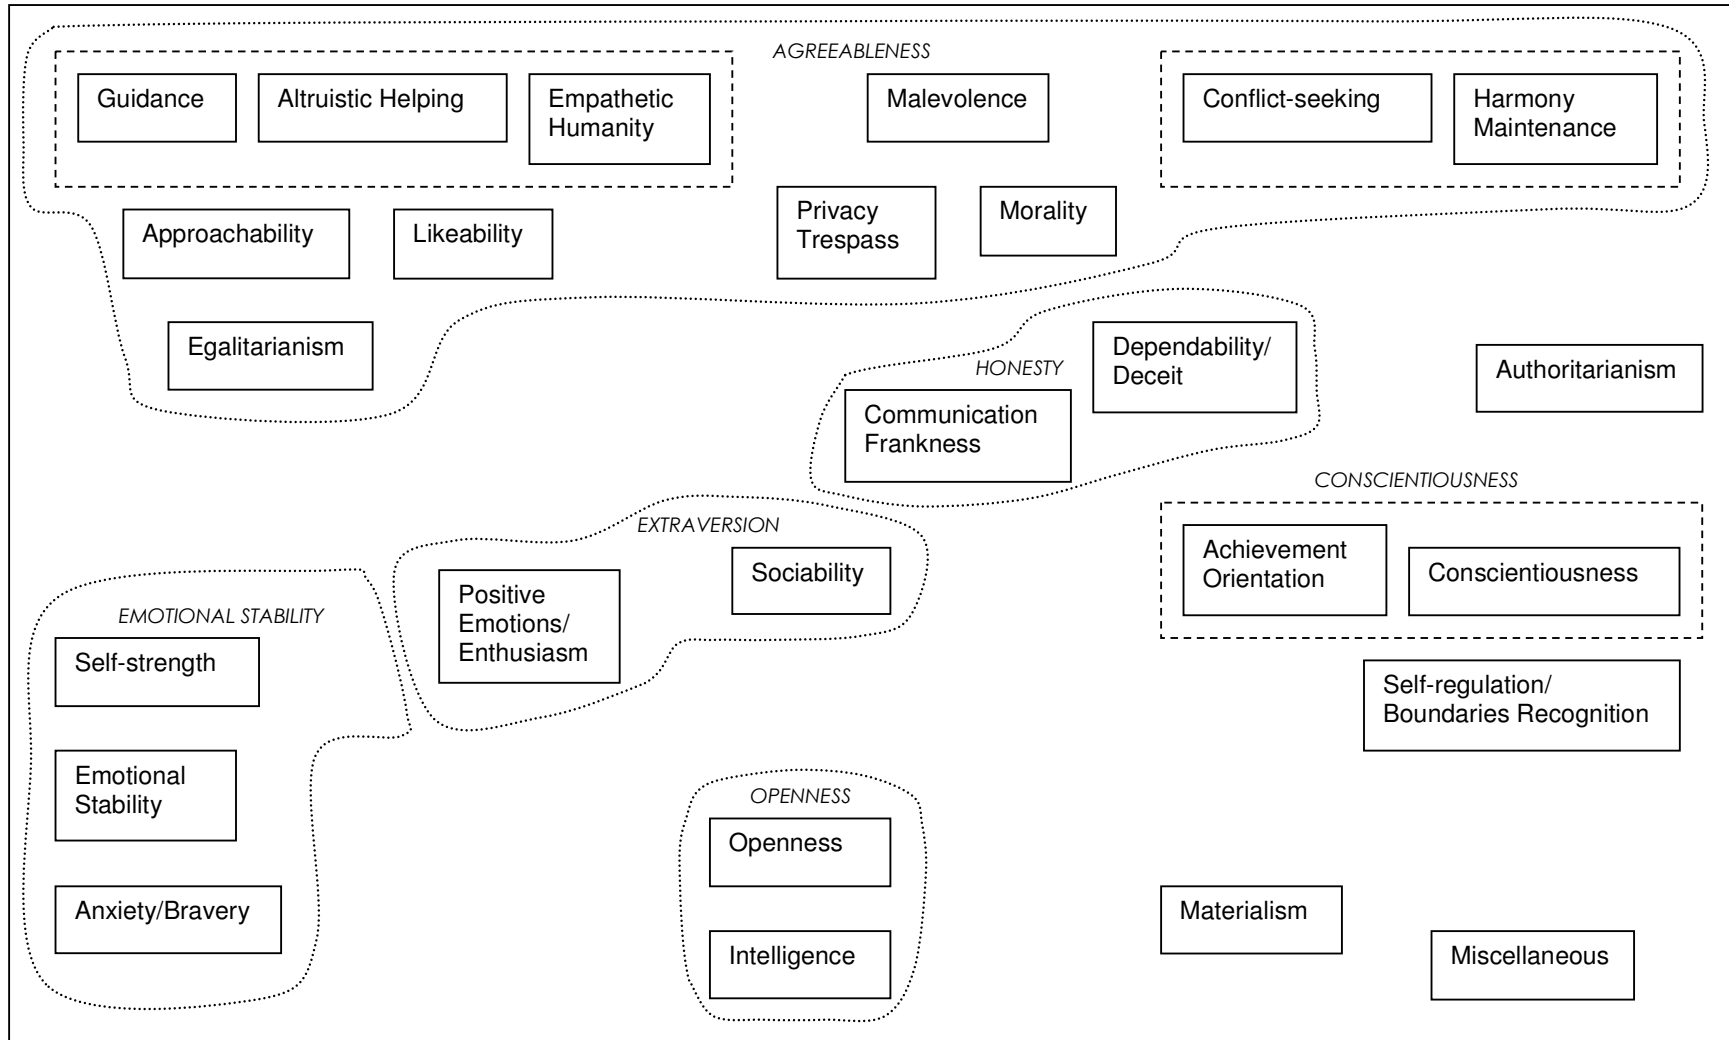 AGREEABLENESS
Guidance
Altruistic Helping
Empathetic
Humanity
Malevolence
Conflict-seeking
Harmony
Maintenance
Approachability
Likeability
Privacy
Trespass
Morality
Egalitarianism
HONESTY
Dependability/
Deceit
Communication
Frankness
Authoritarianism
CONSCIENTIOUSNESS
Achievement
Orientation
Conscientiousness
Self-regulation/
Boundaries Recognition
EXTRAVERSION
Sociability
Positive
Emotions/
Enthusiasm
EMOTIONAL STABILITY
Self-strength
Emotional
Stability
Anxiety/Bravery
OPENNESS
Openness
Intelligence
Materialism
Miscellaneous